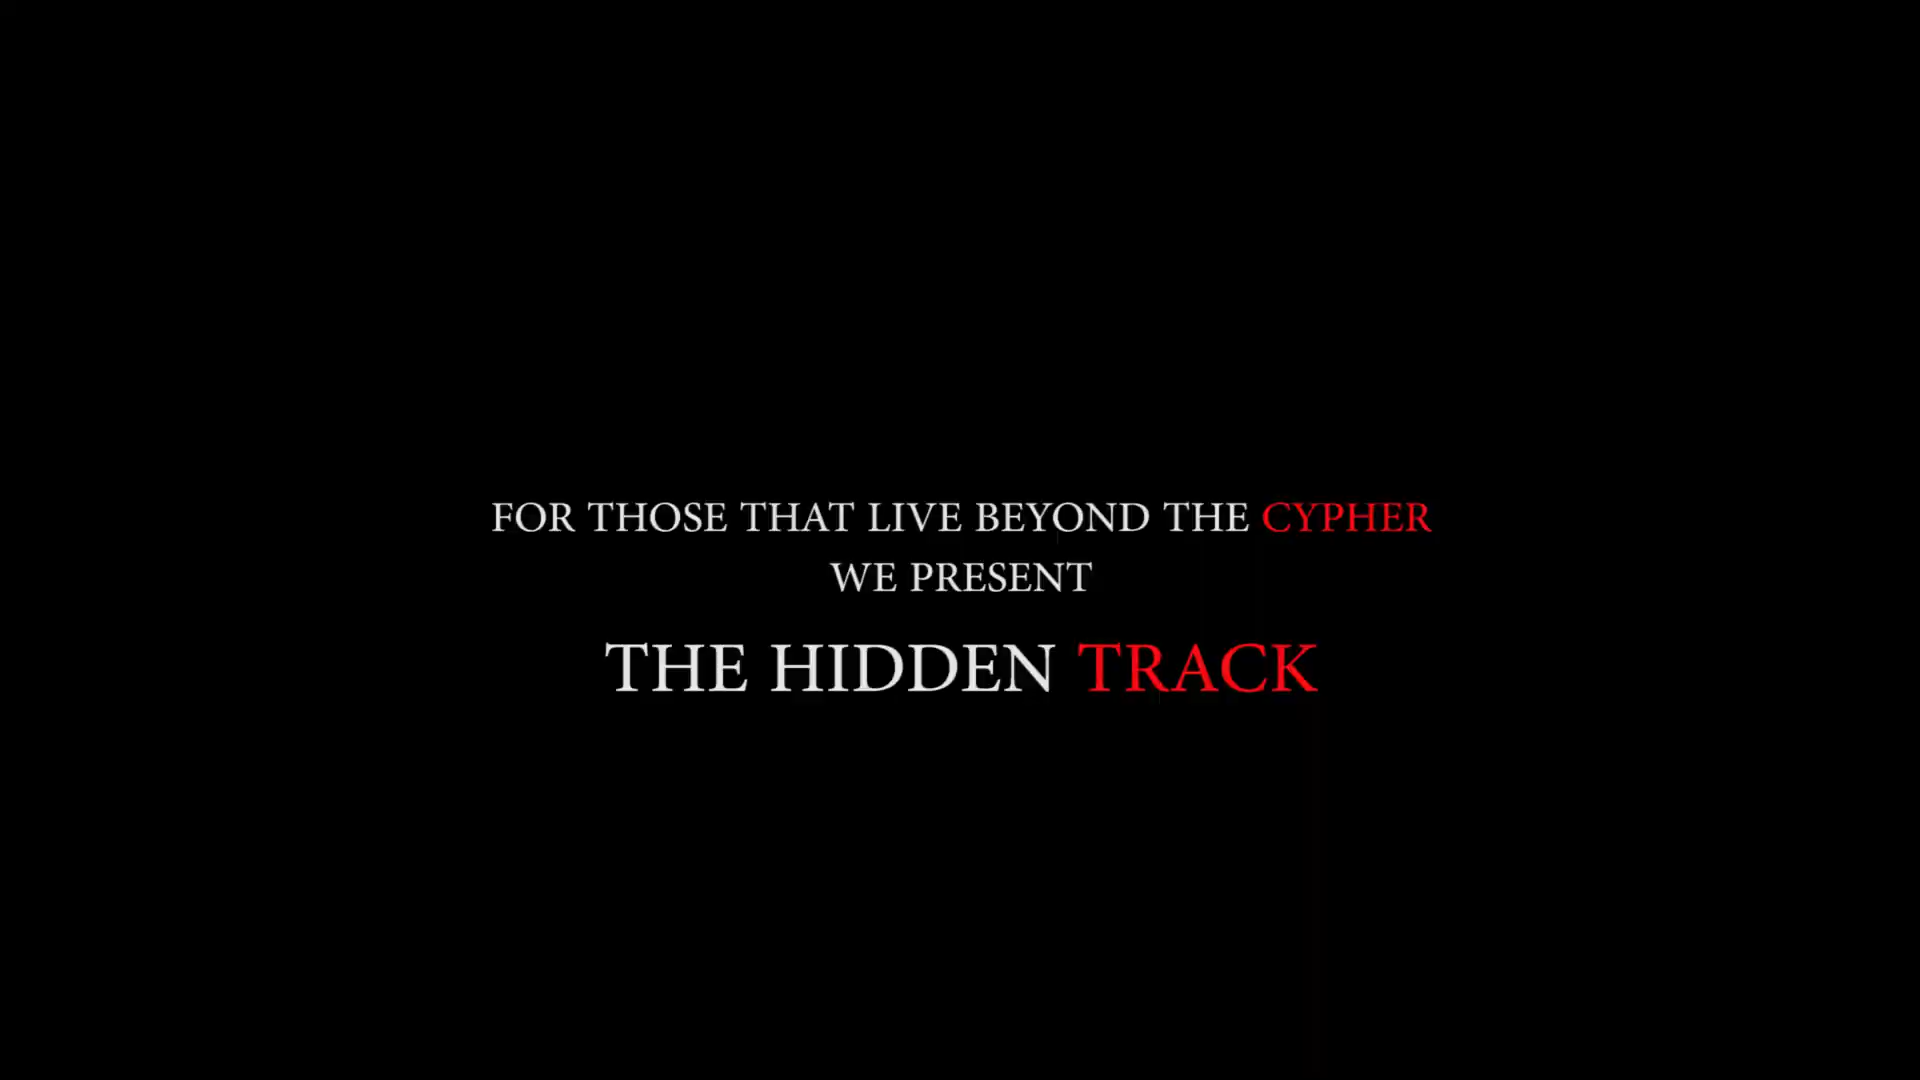 FOR THOSE THAT LIVE BEYOND THE CYPHER
WE PRESENT
THE HIDDEN TRACK